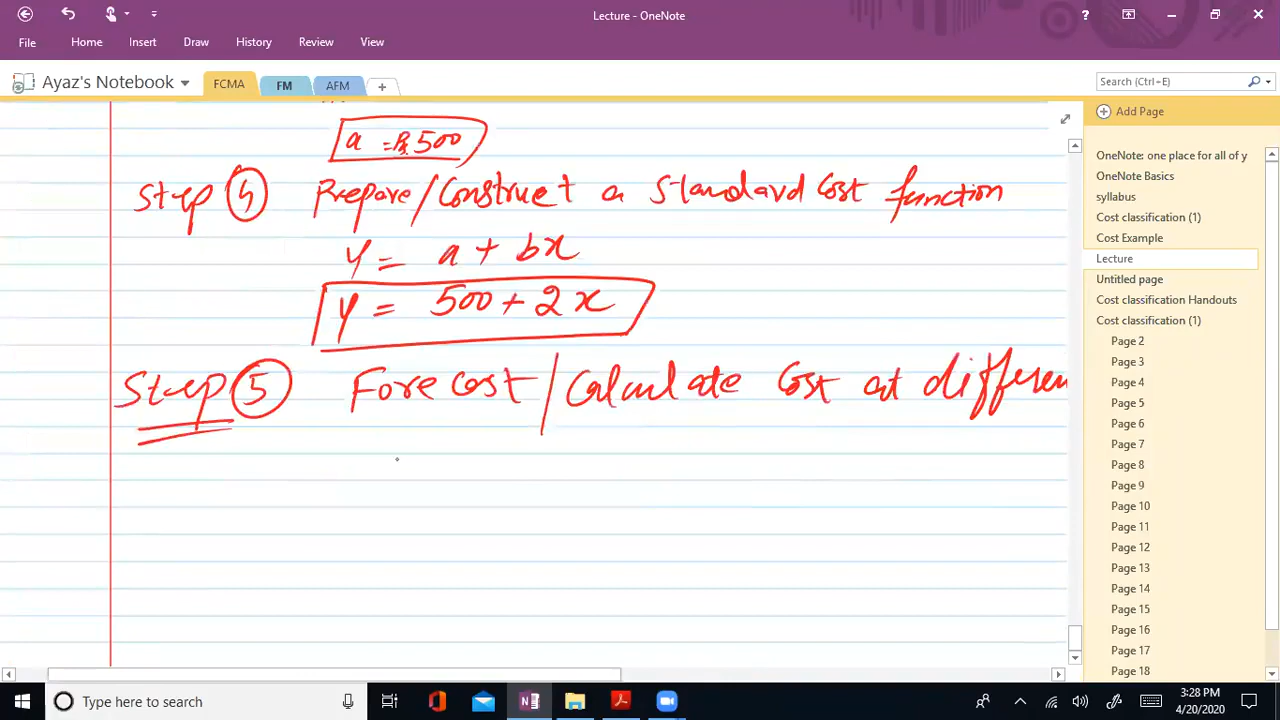 Lecture - OneNote
?
File Home Insert Draw History Review View
Ayaz's Notebook FCMA FM AFM +
Search (Ctrl+E)
a = Rs 500
Step 4 Prepare/Construct a Standard Cost function
y = a + bx
y = 500 + 2x
Step 5 Fore cost / Calculate Cost at differen
Add Page
OneNote: one place for all of y
OneNote Basics
syllabus
Cost classification (1)
Cost Example
Lecture
Untitled page
Cost classification Handouts
Cost classification (1)
Page 2
Page 3
Page 4
Page 5
Page 6
Page 7
Page 8
Page 9
Page 10
Page 11
Page 12
Page 13
Page 14
Page 15
Page 16
Page 17
Page 18
Type here to search
3:28 PM
4/20/2020